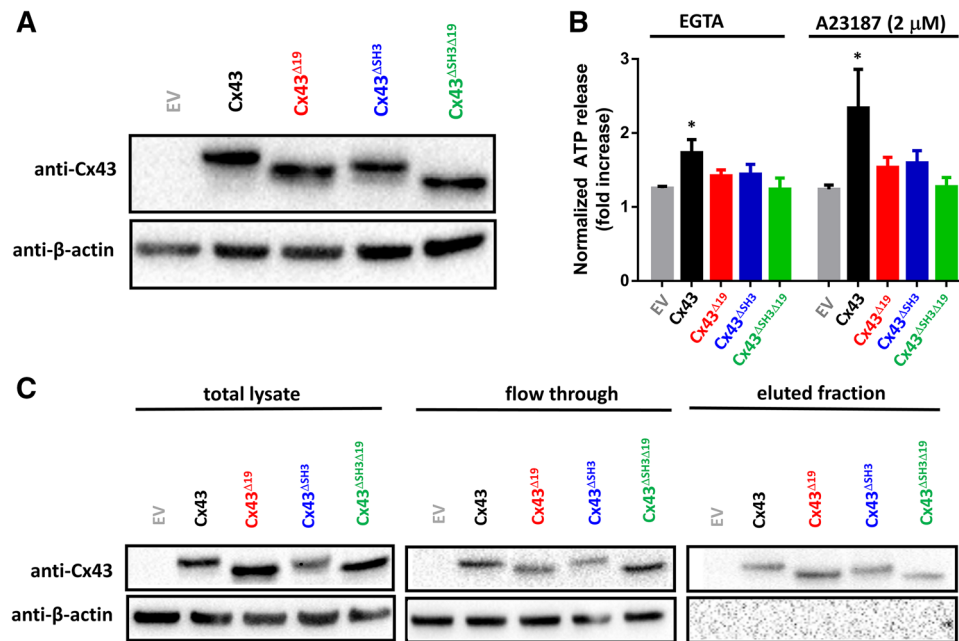 A
EV
Cx43
Cx43Δ19
Cx43ΔSH3
Cx43ΔSH3Δ19
anti-Cx43
anti-β-actin
B
EGTA
A23187 (2 μM)
Normalized ATP release
(fold increase)
3
2
1
0
*
*
EV
Cx43
Cx43Δ19
Cx43ΔSH3
Cx43ΔSH3Δ19
EV
Cx43
Cx43Δ19
Cx43ΔSH3
Cx43ΔSH3Δ19
C
total lysate
flow through
eluted fraction
EV
Cx43
Cx43Δ19
Cx43ΔSH3
Cx43ΔSH3Δ19
EV
Cx43
Cx43Δ19
Cx43ΔSH3
Cx43ΔSH3Δ19
EV
Cx43
Cx43Δ19
Cx43ΔSH3
Cx43ΔSH3Δ19
anti-Cx43
anti-β-actin